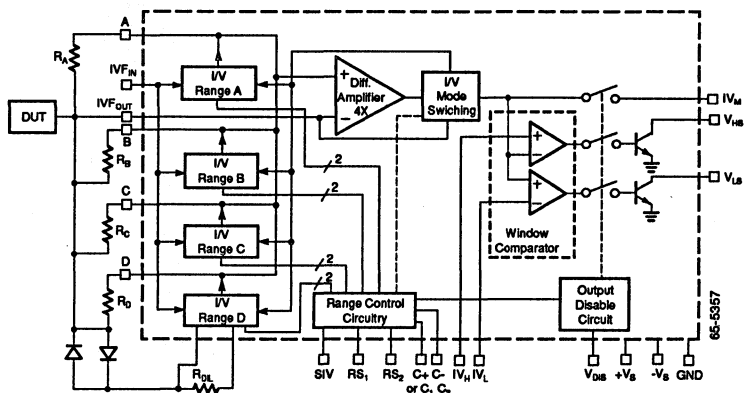 A
RA
IVFIN
I/V
Range A
+
−
Diff.
Amplifier
4X
I/V
Mode
Swiching
IVM
DUT
IVFOUT
B
2
VHS
RB
I/V
Range B
2
+
−
+
−
VLS
C
RC
I/V
Range C
2
Window
Comparator
D
2
RD
I/V
Range D
Range Control
Circuitry
Output
Disable
Circuit
65-5357
RDIL
SIV
RS1
RS2
C+
C-
or C1 C2
IVH
IVL
VDIS
+VS
-VS
GND